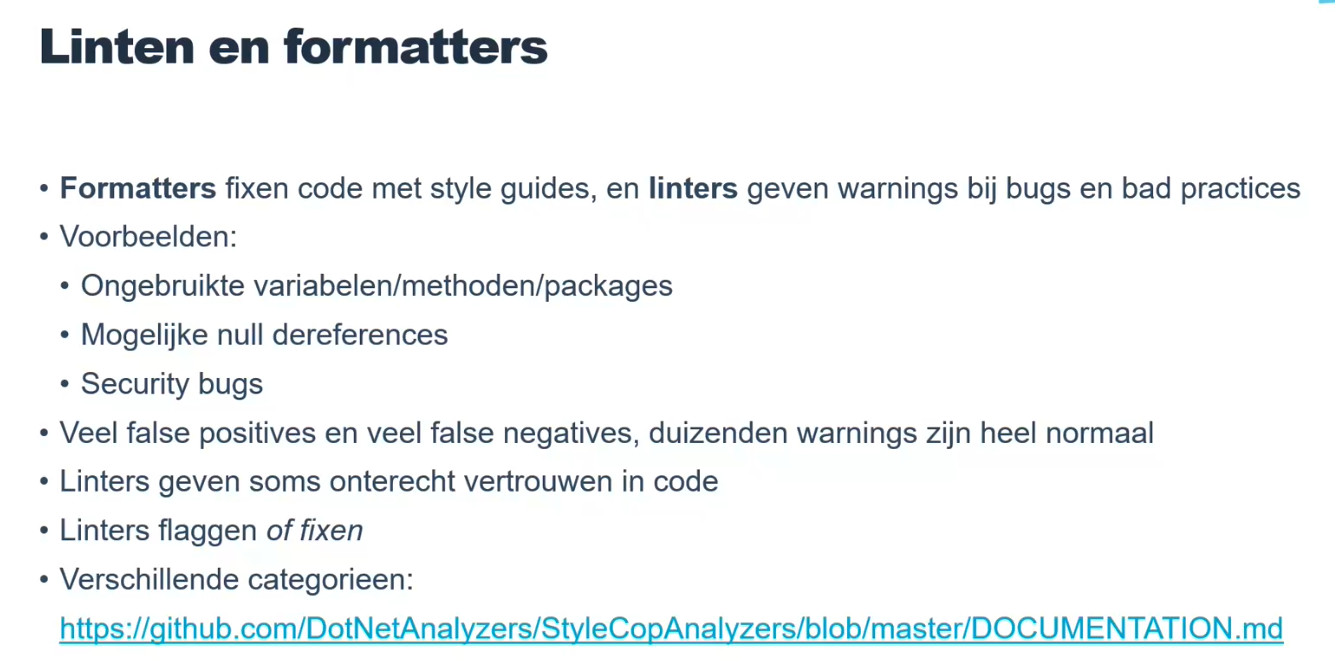 Linten en formatters
• Formatters fixen code met style guides, en linters geven warnings bij bugs en bad practices
• Voorbeelden:
• Ongebruikte variabelen/methoden/packages
• Mogelijke null dereferences
• Security bugs
• Veel false positives en veel false negatives, duizenden warnings zijn heel normaal
• Linters geven soms onterecht vertrouwen in code
• Linters flaggen of fixen
• Verschillende categorieen:
https://github.com/DotNetAnalyzers/StyleCopAnalyzers/blob/master/DOCUMENTATION.md